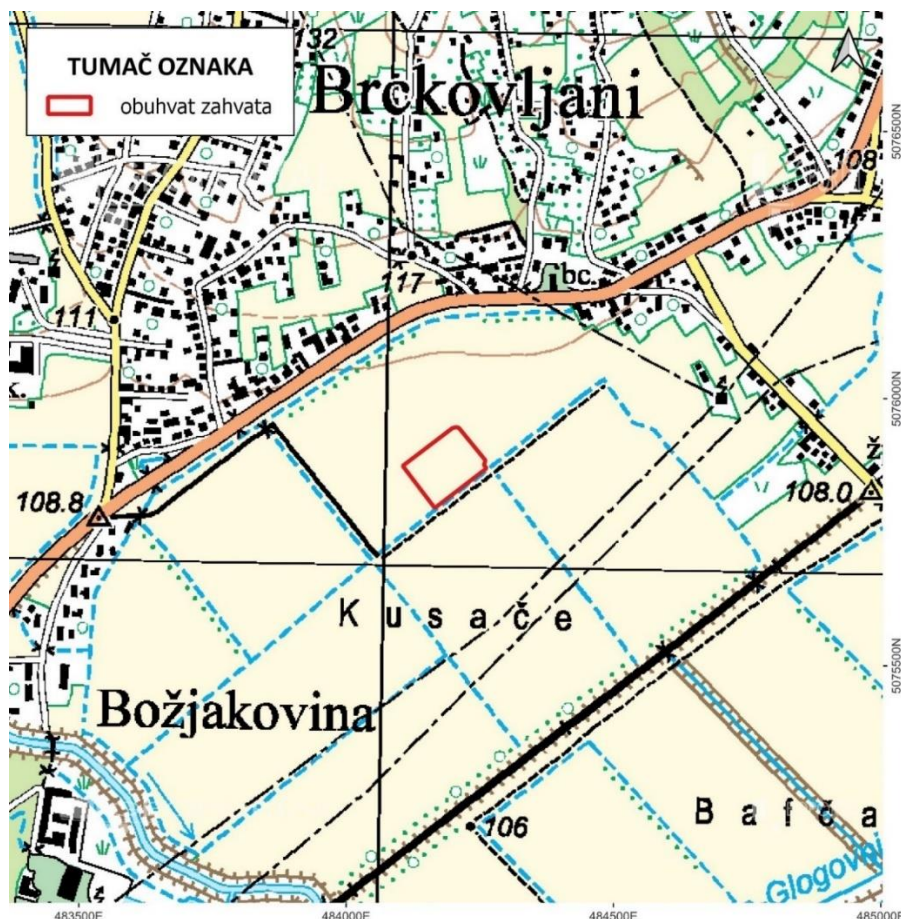 TUMAČ OZNAKA
obuhvat zahvata
132
Brckovljani
108
117
bc
111
K.
ž
108.8
108.0
Kusače
Božjakovina
106
Bafča
Glogovni
5076500N
5076000N
5075500N
483500E
484000E
484500E
485000E